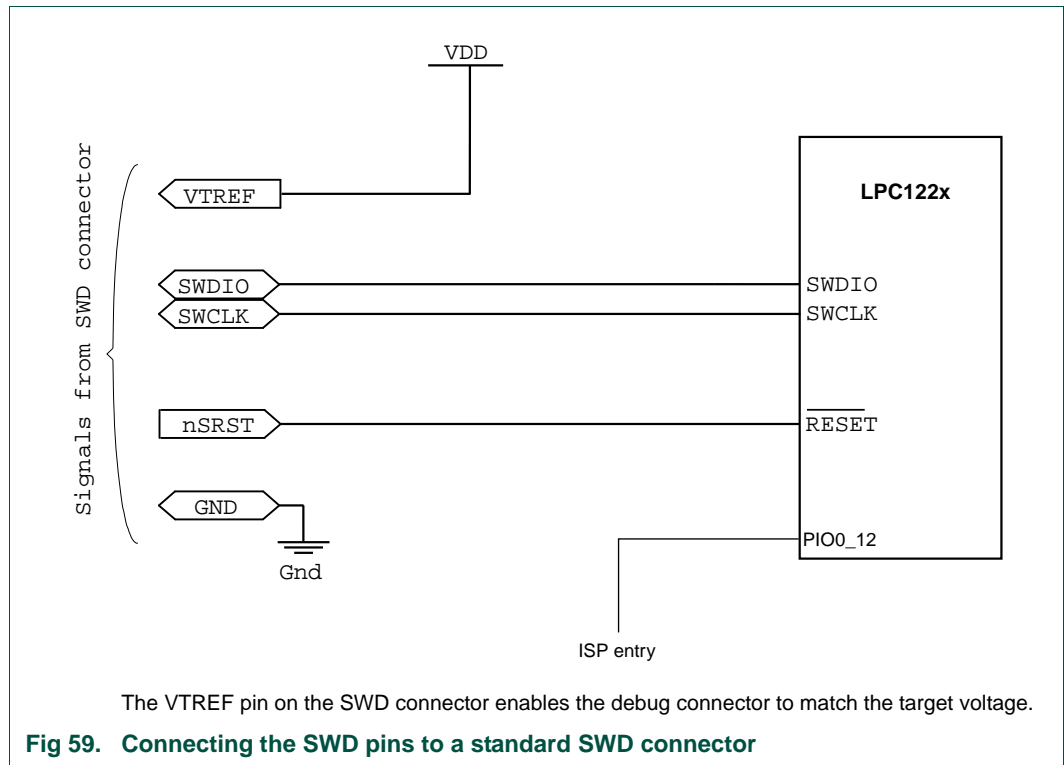 VDD
Signals from SWD connector
VTREF
LPC122x
SWDIO
SWDIO
SWCLK
SWCLK
nSRST
RESET
GND
Gnd
PIO0_12
ISP entry
The VTREF pin on the SWD connector enables the debug connector to match the target voltage.
Fig 59. Connecting the SWD pins to a standard SWD connector